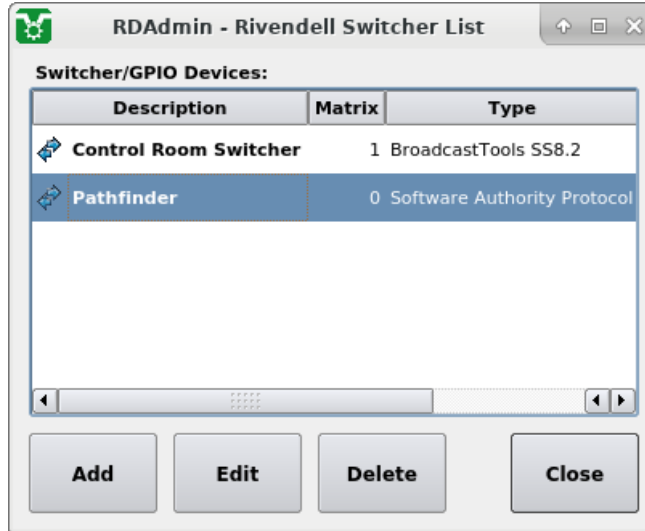 RDAdmin - Rivendell Switcher List
Switcher/GPIO Devices:
Description Matrix Type
Control Room Switcher 1 BroadcastTools SS8.2
Pathfinder 0 Software Authority Protocol
Add Edit Delete Close